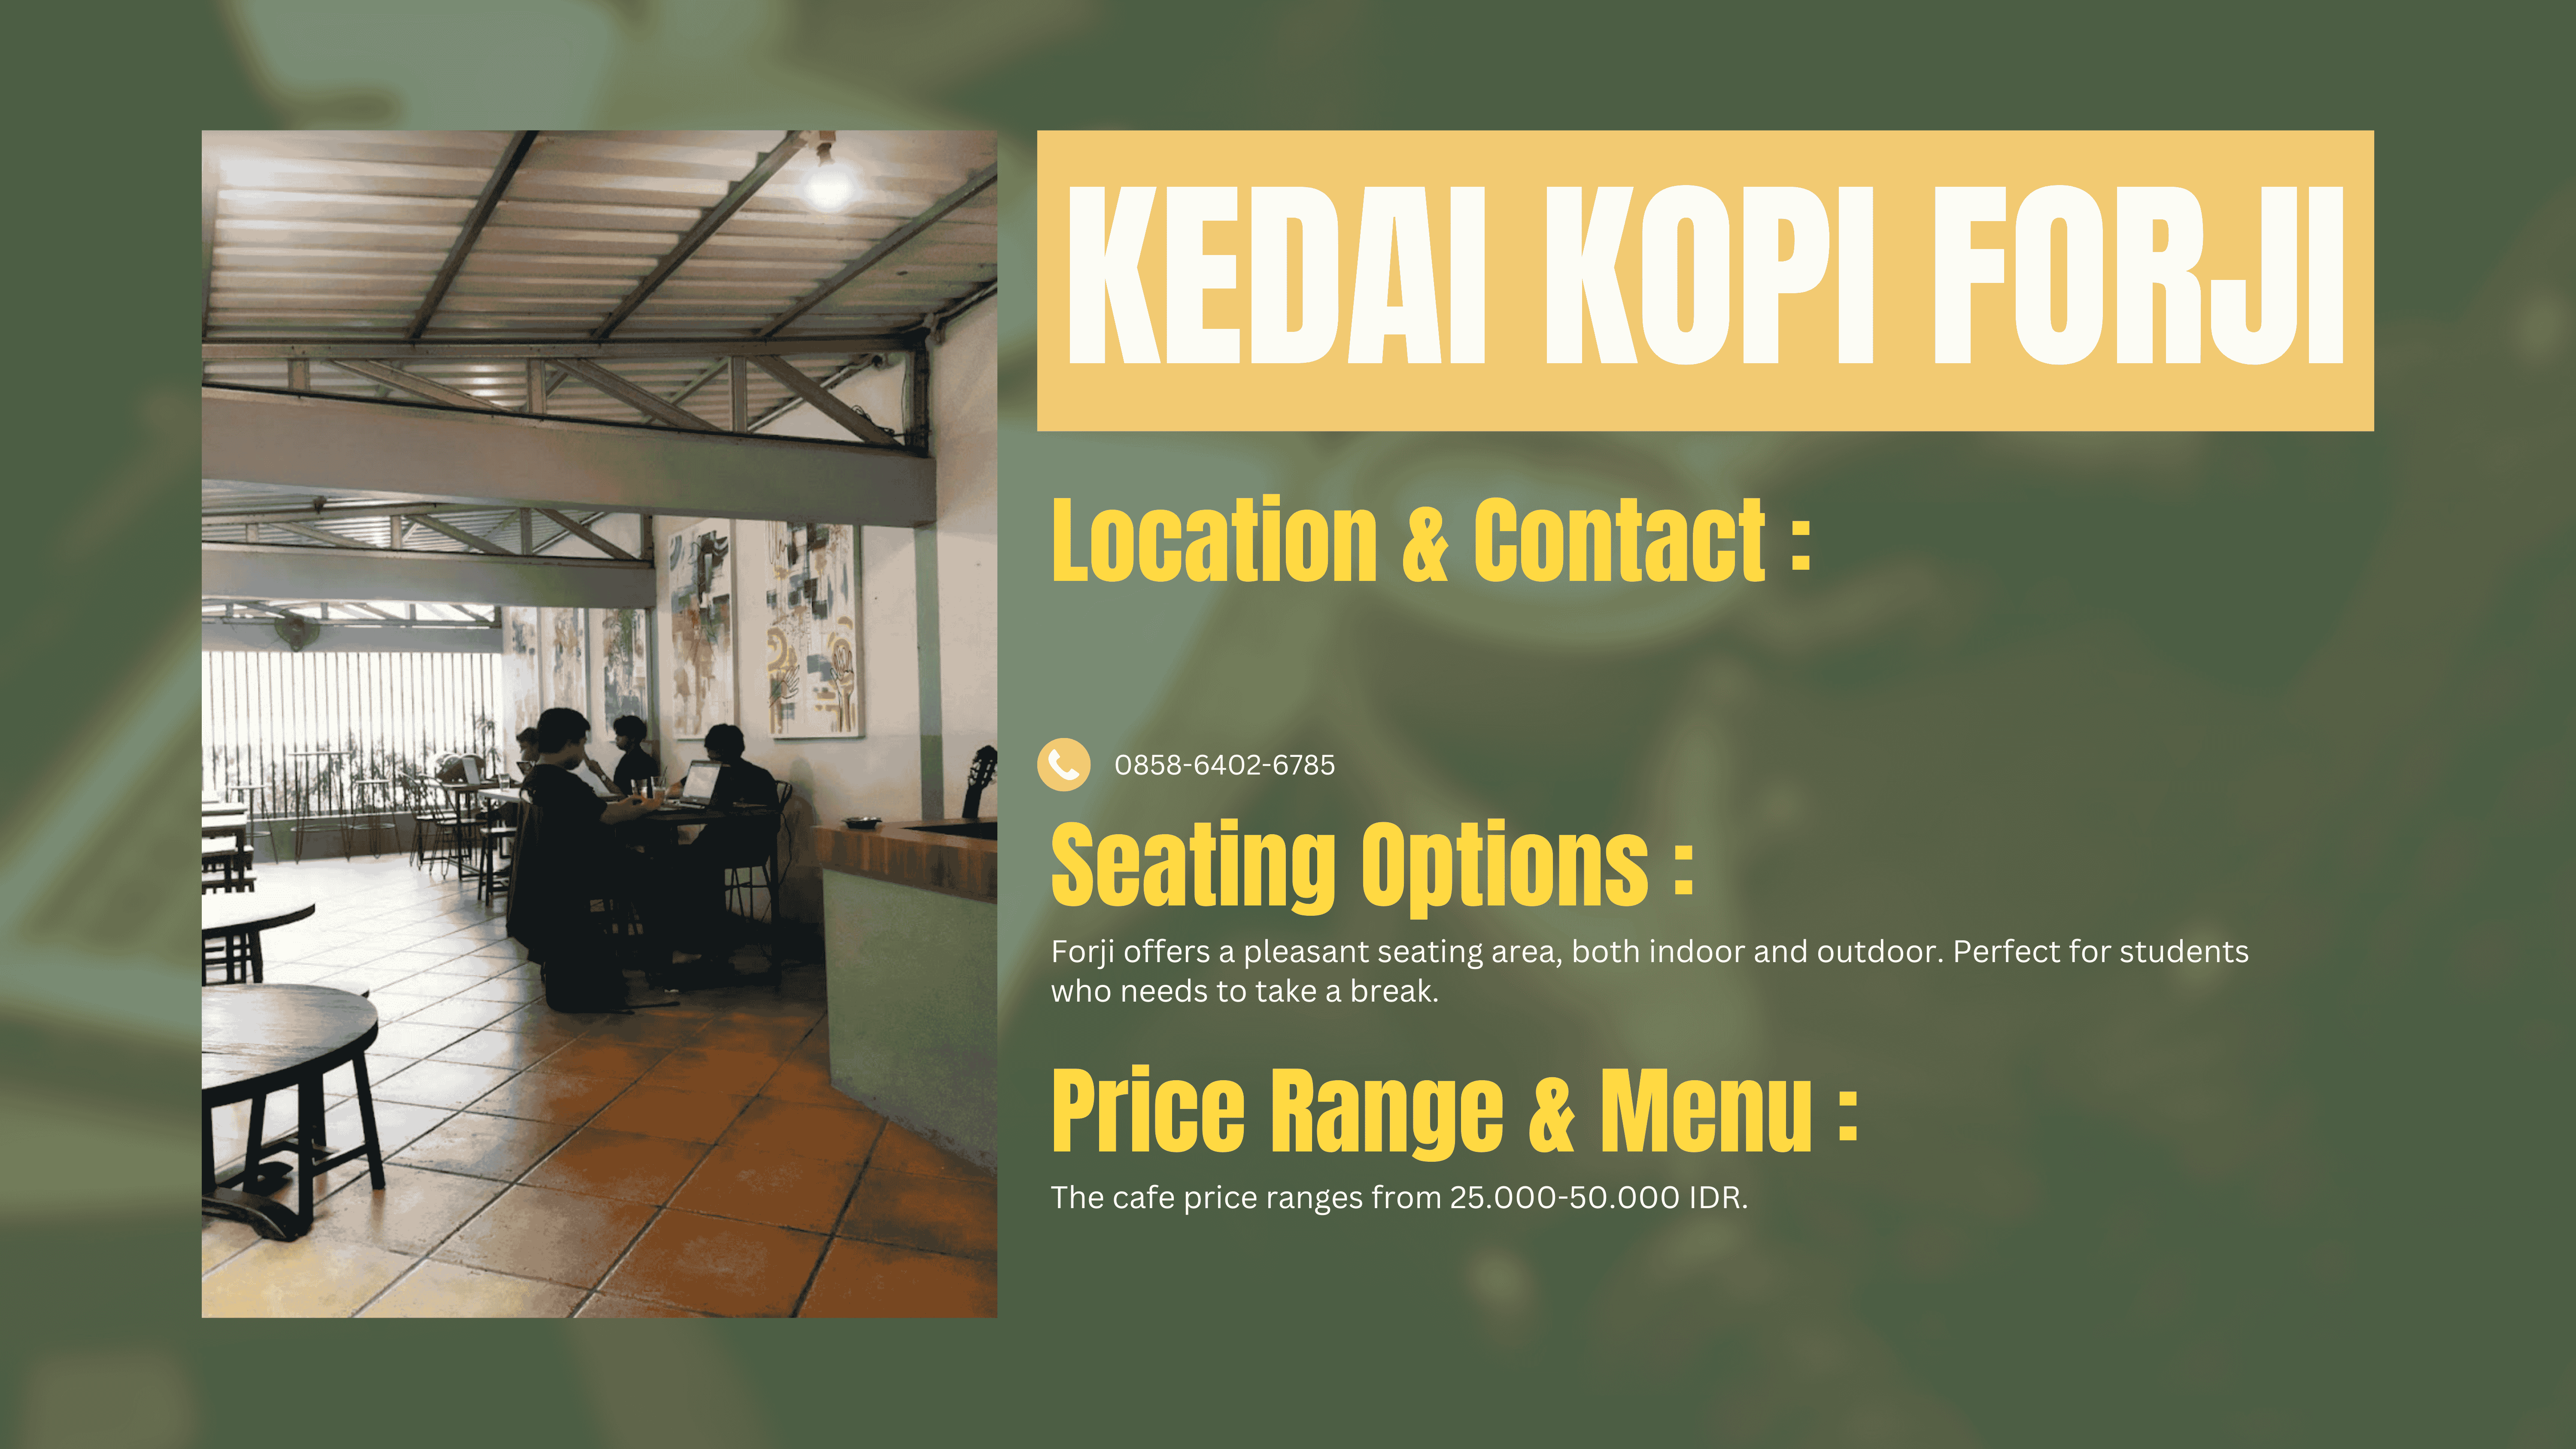 KEDAI KOPI FORJI
Location & Contact :
0858-6402-6785
Seating Options :
Forji offers a pleasant seating area, both indoor and outdoor. Perfect for students
who needs to take a break.
Price Range & Menu :
The cafe price ranges from 25.000-50.000 IDR.